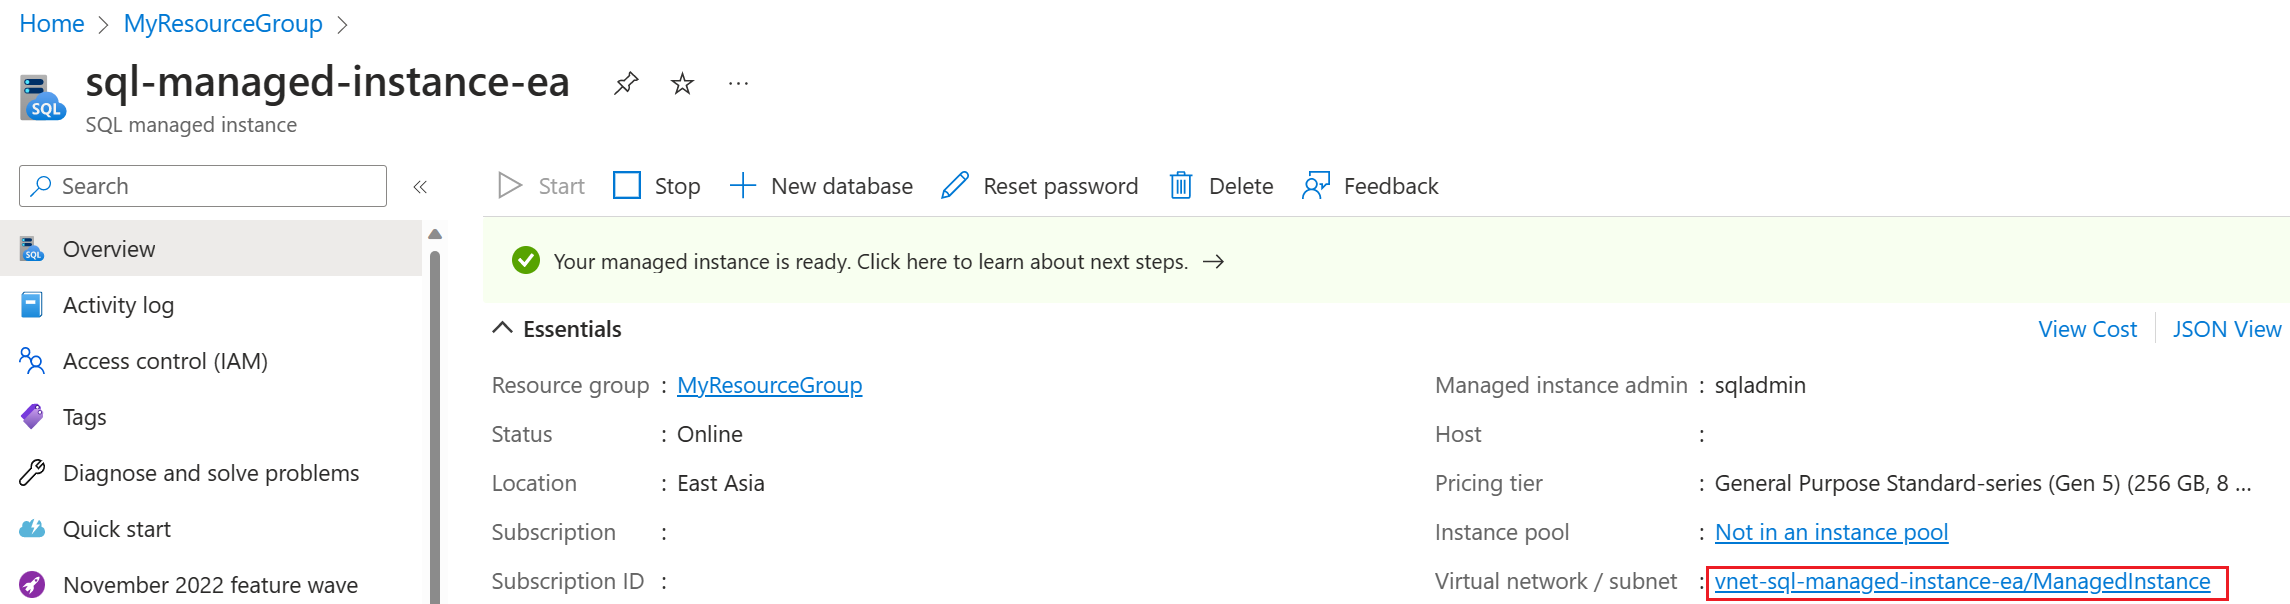 Home > MyResourceGroup >
sql-managed-instance-ea ...
SQL
SQL managed instance
Search «
Start Stop New database Reset password Delete Feedback
Overview
Activity log
Access control (IAM)
Tags
Diagnose and solve problems
Quick start
November 2022 feature wave
Your managed instance is ready. Click here to learn about next steps. →
Essentials View Cost JSON View
Resource group : MyResourceGroup
Status : Online
Location : East Asia
Subscription :
Subscription ID :
Managed instance admin : sqladmin
Host :
Pricing tier : General Purpose Standard-series (Gen 5) (256 GB, 8 ...
Instance pool : Not in an instance pool
Virtual network / subnet : vnet-sql-managed-instance-ea/ManagedInstance